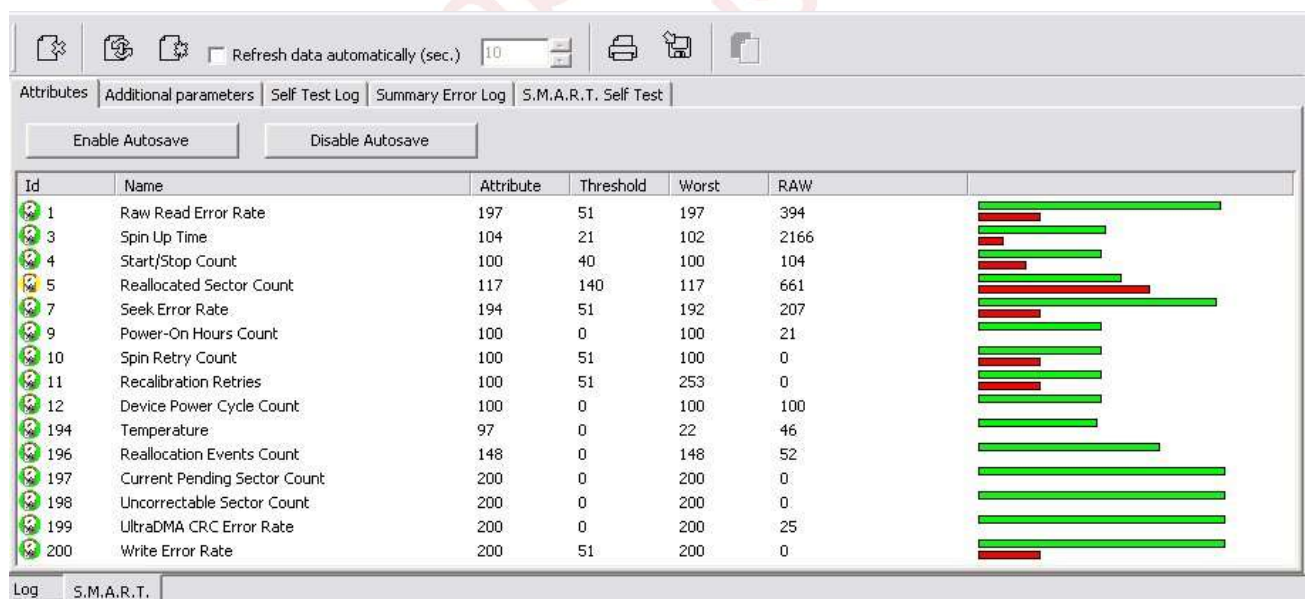 Refresh data automatically (sec.) 10
Attributes Additional parameters Self Test Log Summary Error Log S.M.A.R.T. Self Test
Enable Autosave Disable Autosave
Id Name Attribute Threshold Worst RAW
1 Raw Read Error Rate 197 51 197 394
3 Spin Up Time 104 21 102 2166
4 Start/Stop Count 100 40 100 104
5 Reallocated Sector Count 117 140 117 661
7 Seek Error Rate 194 51 192 207
9 Power-On Hours Count 100 0 100 21
10 Spin Retry Count 100 51 100 0
11 Recalibration Retries 100 51 253 0
12 Device Power Cycle Count 100 0 100 100
194 Temperature 97 0 22 46
196 Reallocation Events Count 148 0 148 52
197 Current Pending Sector Count 200 0 200 0
198 Uncorrectable Sector Count 200 0 200 0
199 UltraDMA CRC Error Rate 200 0 200 25
200 Write Error Rate 200 51 200 0
Log S.M.A.R.T.